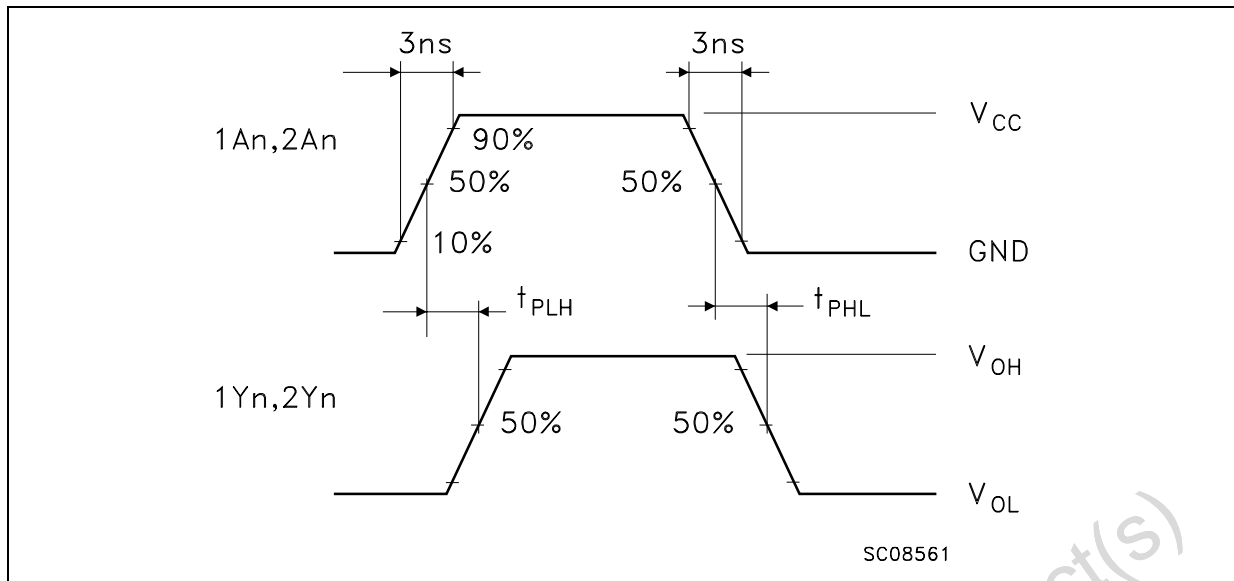 3ns 3ns
1An,2An
90%
50% 50%
10%
V_CC
GND
t_PLH t_PHL
1Yn,2Yn
50% 50%
V_OH
V_OL
SC08561
ct(s)